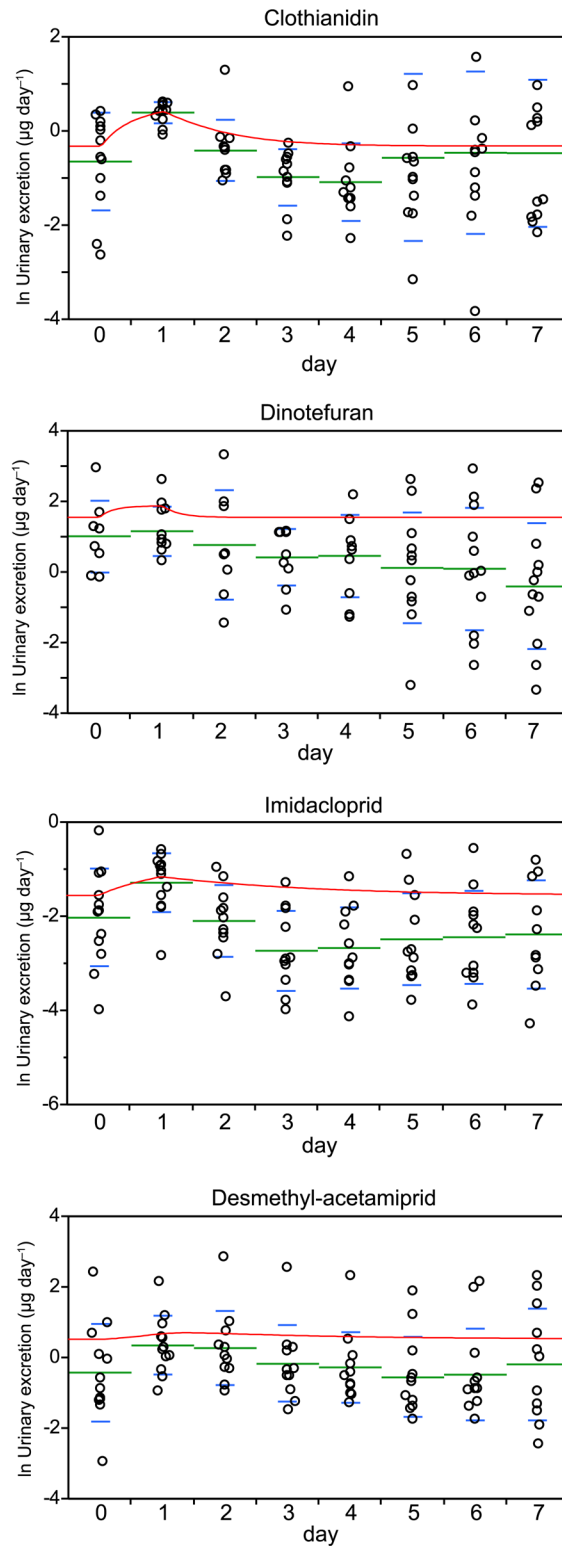 Clothianidin
ln Urinary excretion (µg day⁻¹)
2
0
-2
-4
0 1 2 3 4 5 6 7
day
Dinotefuran
ln Urinary excretion (µg day⁻¹)
4
2
0
-2
-4
0 1 2 3 4 5 6 7
day
Imidacloprid
ln Urinary excretion (µg day⁻¹)
0
-2
-4
-6
0 1 2 3 4 5 6 7
day
Desmethyl-acetamiprid
ln Urinary excretion (µg day⁻¹)
4
2
0
-2
-4
0 1 2 3 4 5 6 7
day